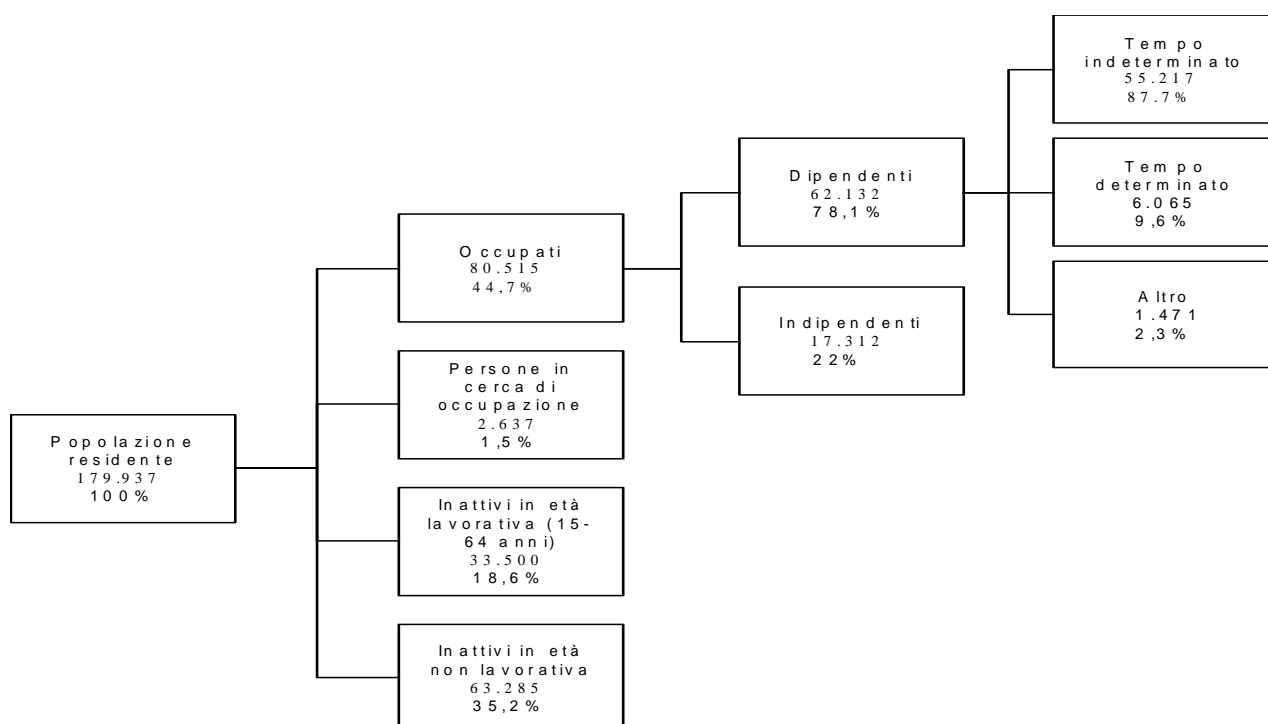 Popolazione
residente
179.937
100%
Occupati
80.515
44,7%
Persone in
cerca di
occupazione
2.637
1,5%
Inattivi in età
lavorativa (15-
64 anni)
33.500
18,6%
Inattivi in età
non lavorativa
63.285
35,2%
Dipendenti
62.132
78,1%
Indipendenti
17.312
22%
Tempo
indeterminato
55.217
87.7%
Tempo
determinato
6.065
9,6%
Altro
1.471
2,3%